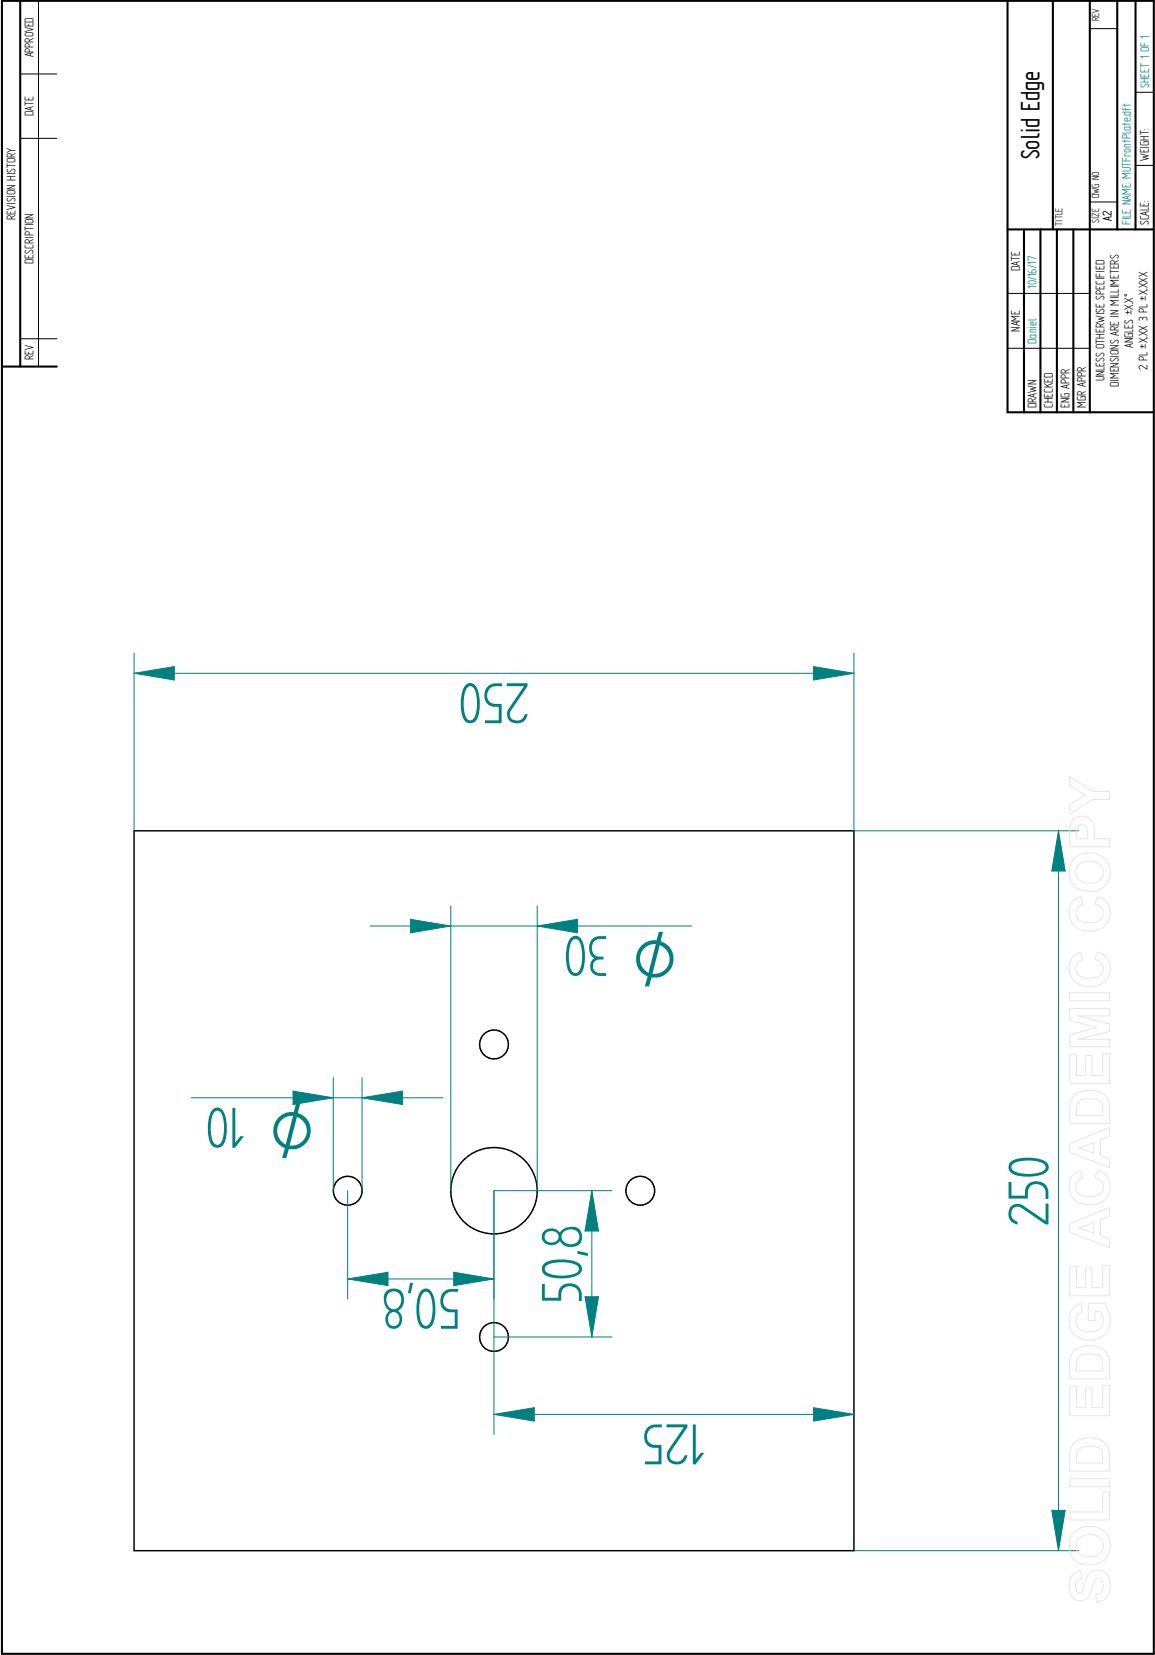 REVISION HISTORY
REV DESCRIPTION DATE APPROVED
250
Ø 30
Ø 10
50,8
50,8
125
250
SOLID EDGE ACADEMIC COPY
NAME DATE
DRAWN Daniel 10/16/17
CHECKED
ENG APPR
MGR APPR
UNLESS OTHERWISE SPECIFIED
DIMENSIONS ARE IN MILLIMETERS
ANGLES ±X.X°
2 PL ±X.XX 3 PL ±X.XXX
Solid Edge
TITLE
SIZE DWG NO REV
A2
FILE NAME: MUTFrontPlate.dft
SCALE: WEIGHT: SHEET 1 OF 1